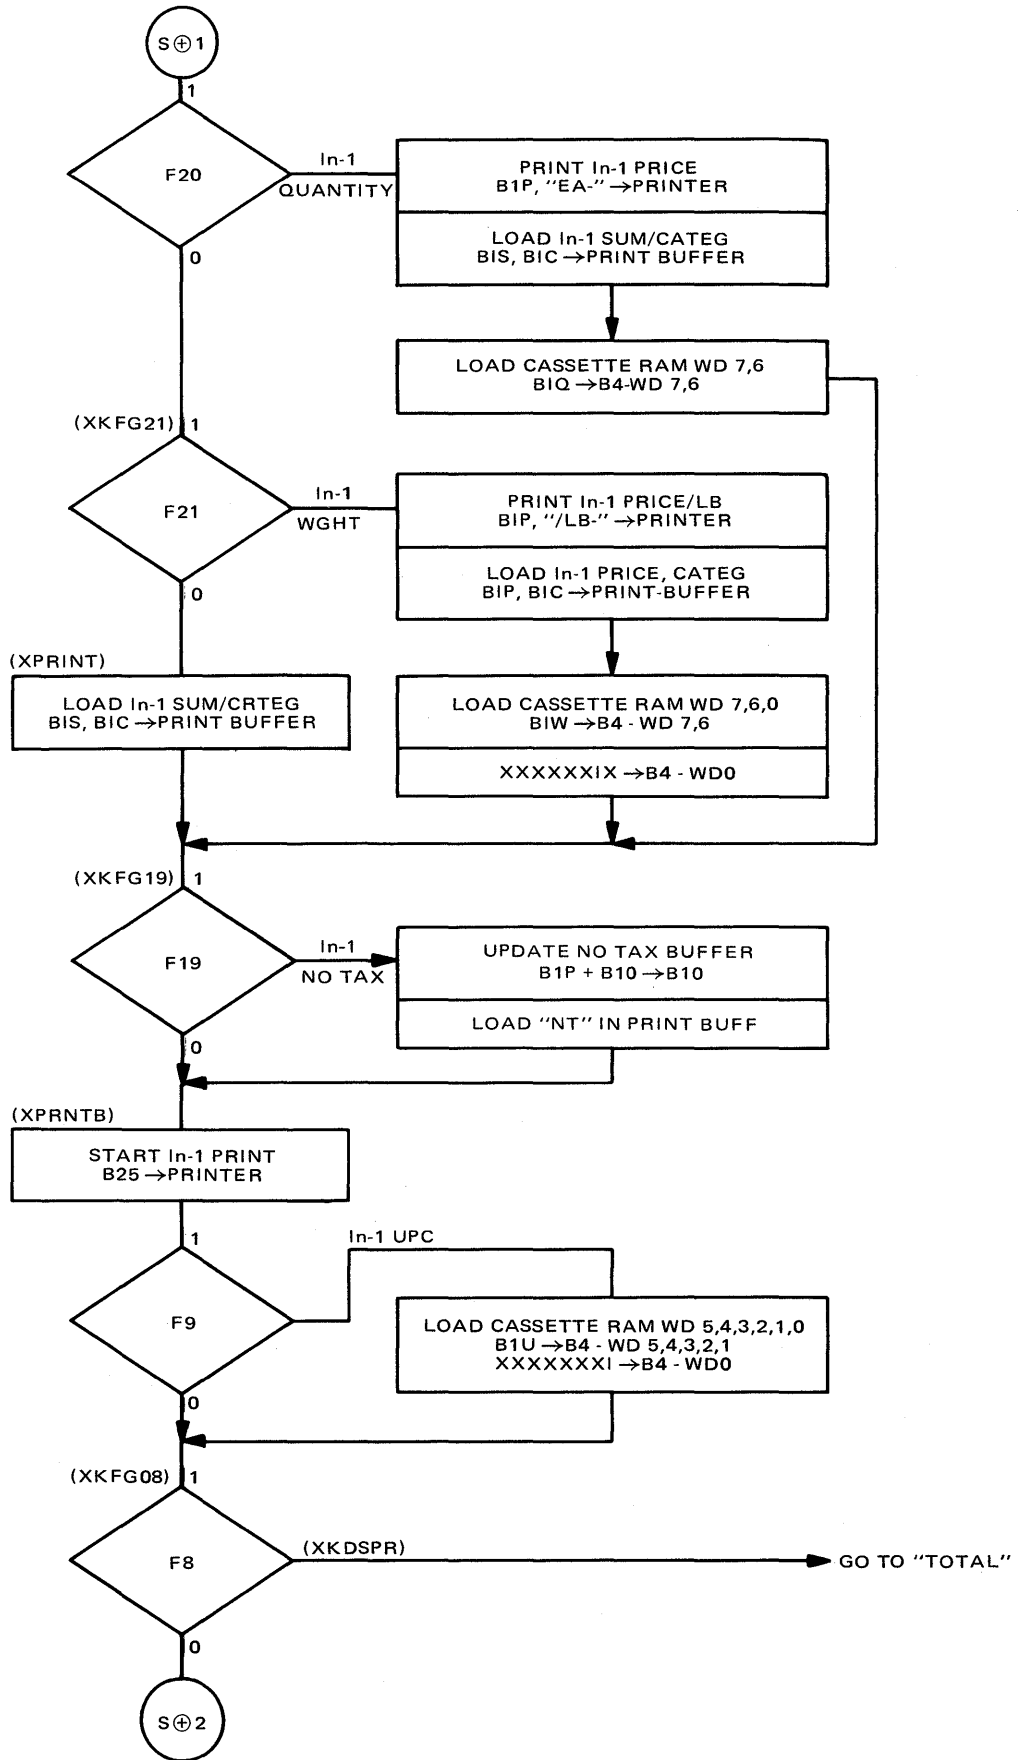 S⊕1
1
F20
In-1
QUANTITY
0
PRINT In-1 PRICE
B1P, "EA-" →PRINTER
LOAD In-1 SUM/CATEG
BIS, BIC →PRINT BUFFER
LOAD CASSETTE RAM WD 7,6
BIQ →B4-WD 7,6
(XKFG21) 1
F21
In-1
WGHT
0
PRINT In-1 PRICE/LB
BIP, "/LB-" →PRINTER
LOAD In-1 PRICE, CATEG
BIP, BIC →PRINT-BUFFER
(XPRINT)
LOAD In-1 SUM/CRTEG
BIS, BIC →PRINT BUFFER
LOAD CASSETTE RAM WD 7,6,0
BIW →B4 - WD 7,6
XXXXXXIX →B4 - WD0
(XKFG19) 1
F19
In-1
NO TAX
0
UPDATE NO TAX BUFFER
B1P + B10 →B10
LOAD "NT" IN PRINT BUFF
(XPRNTB)
START In-1 PRINT
B25 →PRINTER
1
In-1 UPC
F9
0
LOAD CASSETTE RAM WD 5,4,3,2,1,0
B1U →B4 - WD 5,4,3,2,1
XXXXXXXI →B4 - WD0
(XKFG08) 1
F8
(XKDSPR)
GO TO "TOTAL"
0
S⊕2